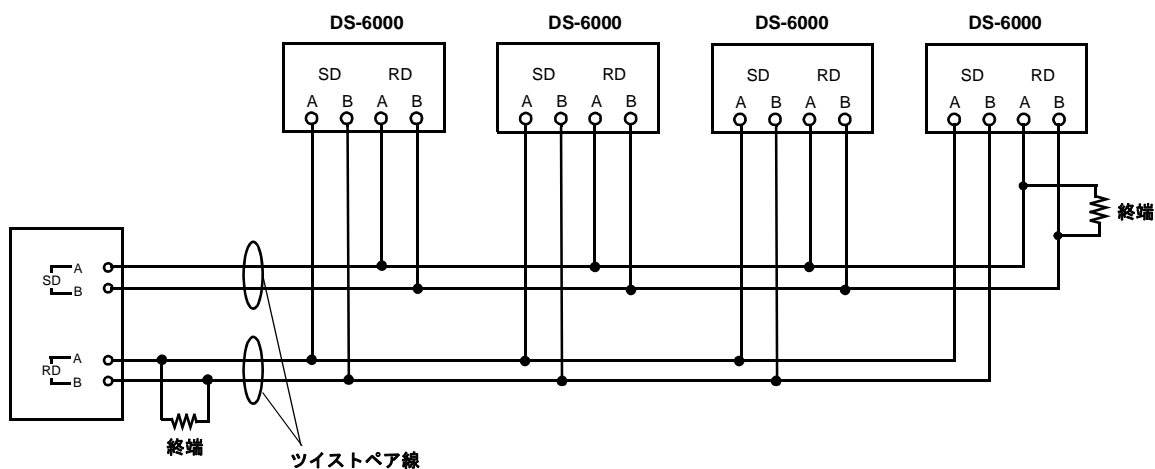 DS-6000 DS-6000 DS-6000 DS-6000
SD RD SD RD SD RD SD RD
A B A B A B A B A B A B A B A B
終端
A
SD
B
A
RD
B
終端
ツイストペア線